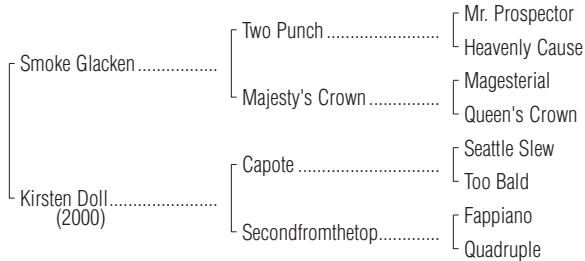 Mr. Prospector
Two Punch ........................
Heavenly Cause
Smoke Glacken ................
Magesterial
Majesty's Crown ...............
Queen's Crown
Seattle Slew
Capote ..............................
Too Bald
Kirsten Doll......................
(2000)
Fappiano
Secondfromthetop.............
Quadruple